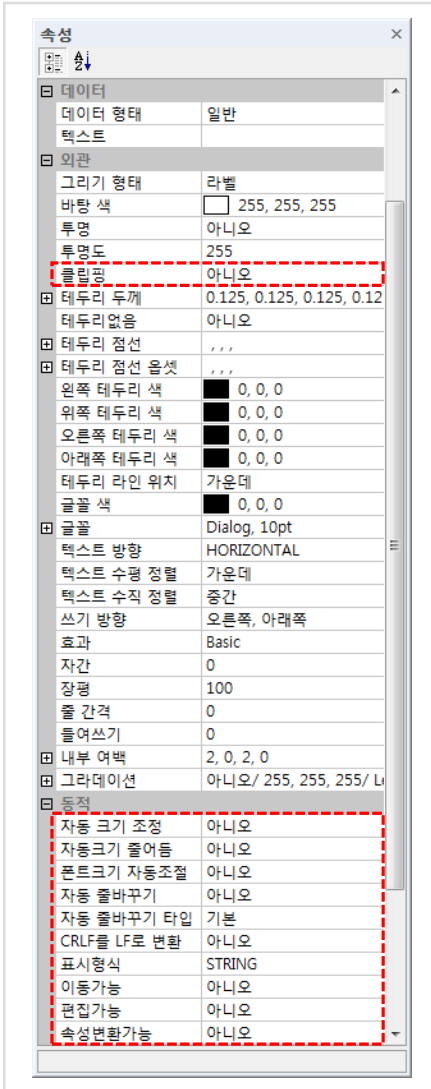 속성
데이터
데이터 형태 일반
텍스트
외관
그리기 형태 라벨
바탕 색 255, 255, 255
투명 아니오
투명도 255
클립핑 아니오
테두리 두께 0.125, 0.125, 0.125, 0.12
테두리없음 아니오
테두리 점선 , , ,
테두리 점선 옵셋 , , ,
왼쪽 테두리 색 0, 0, 0
위쪽 테두리 색 0, 0, 0
오른쪽 테두리 색 0, 0, 0
아래쪽 테두리 색 0, 0, 0
테두리 라인 위치 가운데
글꼴 색 0, 0, 0
글꼴 Dialog, 10pt
텍스트 방향 HORIZONTAL
텍스트 수평 정렬 가운데
텍스트 수직 정렬 중간
쓰기 방향 오른쪽, 아래쪽
효과 Basic
자간 0
장평 100
줄 간격 0
들여쓰기 0
내부 여백 2, 0, 2, 0
그라데이션 아니오/ 255, 255, 255/ Le
동적
자동 크기 조정 아니오
자동크기 줄어듬 아니오
폰트크기 자동조절 아니오
자동 줄바꾸기 아니오
자동 줄바꾸기 타입 기본
CRLF를 LF로 변환 아니오
표시형식 STRING
이동가능 아니오
편집가능 아니오
속성변환가능 아니오